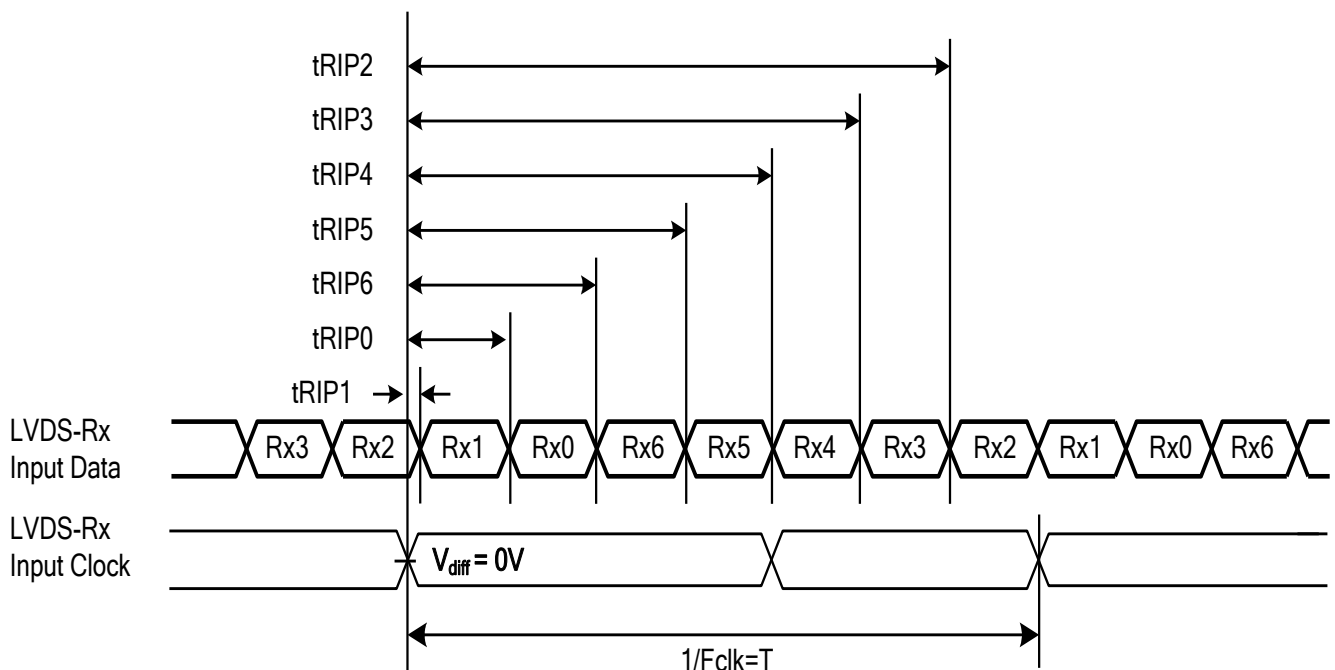 tRIP2
tRIP3
tRIP4
tRIP5
tRIP6
tRIP0
tRIP1
LVDS-Rx
Input Data
Rx3 Rx2 Rx1 Rx0 Rx6 Rx5 Rx4 Rx3 Rx2 Rx1 Rx0 Rx6
LVDS-Rx
Input Clock
Vdiff = 0V
1/Fclk=T